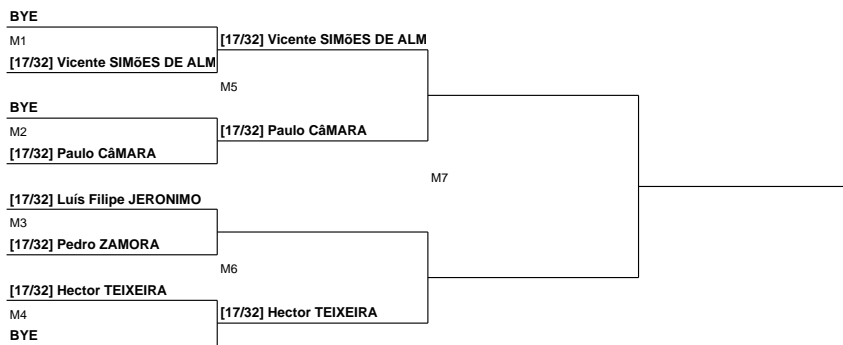 BYE
M1
[17/32] Vicente SIMõES DE ALM
BYE
M2
[17/32] Paulo CâMARA
[17/32] Luís Filipe JERONIMO
M3
[17/32] Pedro ZAMORA
[17/32] Hector TEIXEIRA
M4
BYE
[17/32] Vicente SIMõES DE ALM
M5
[17/32] Paulo CâMARA
M6
[17/32] Hector TEIXEIRA
M7